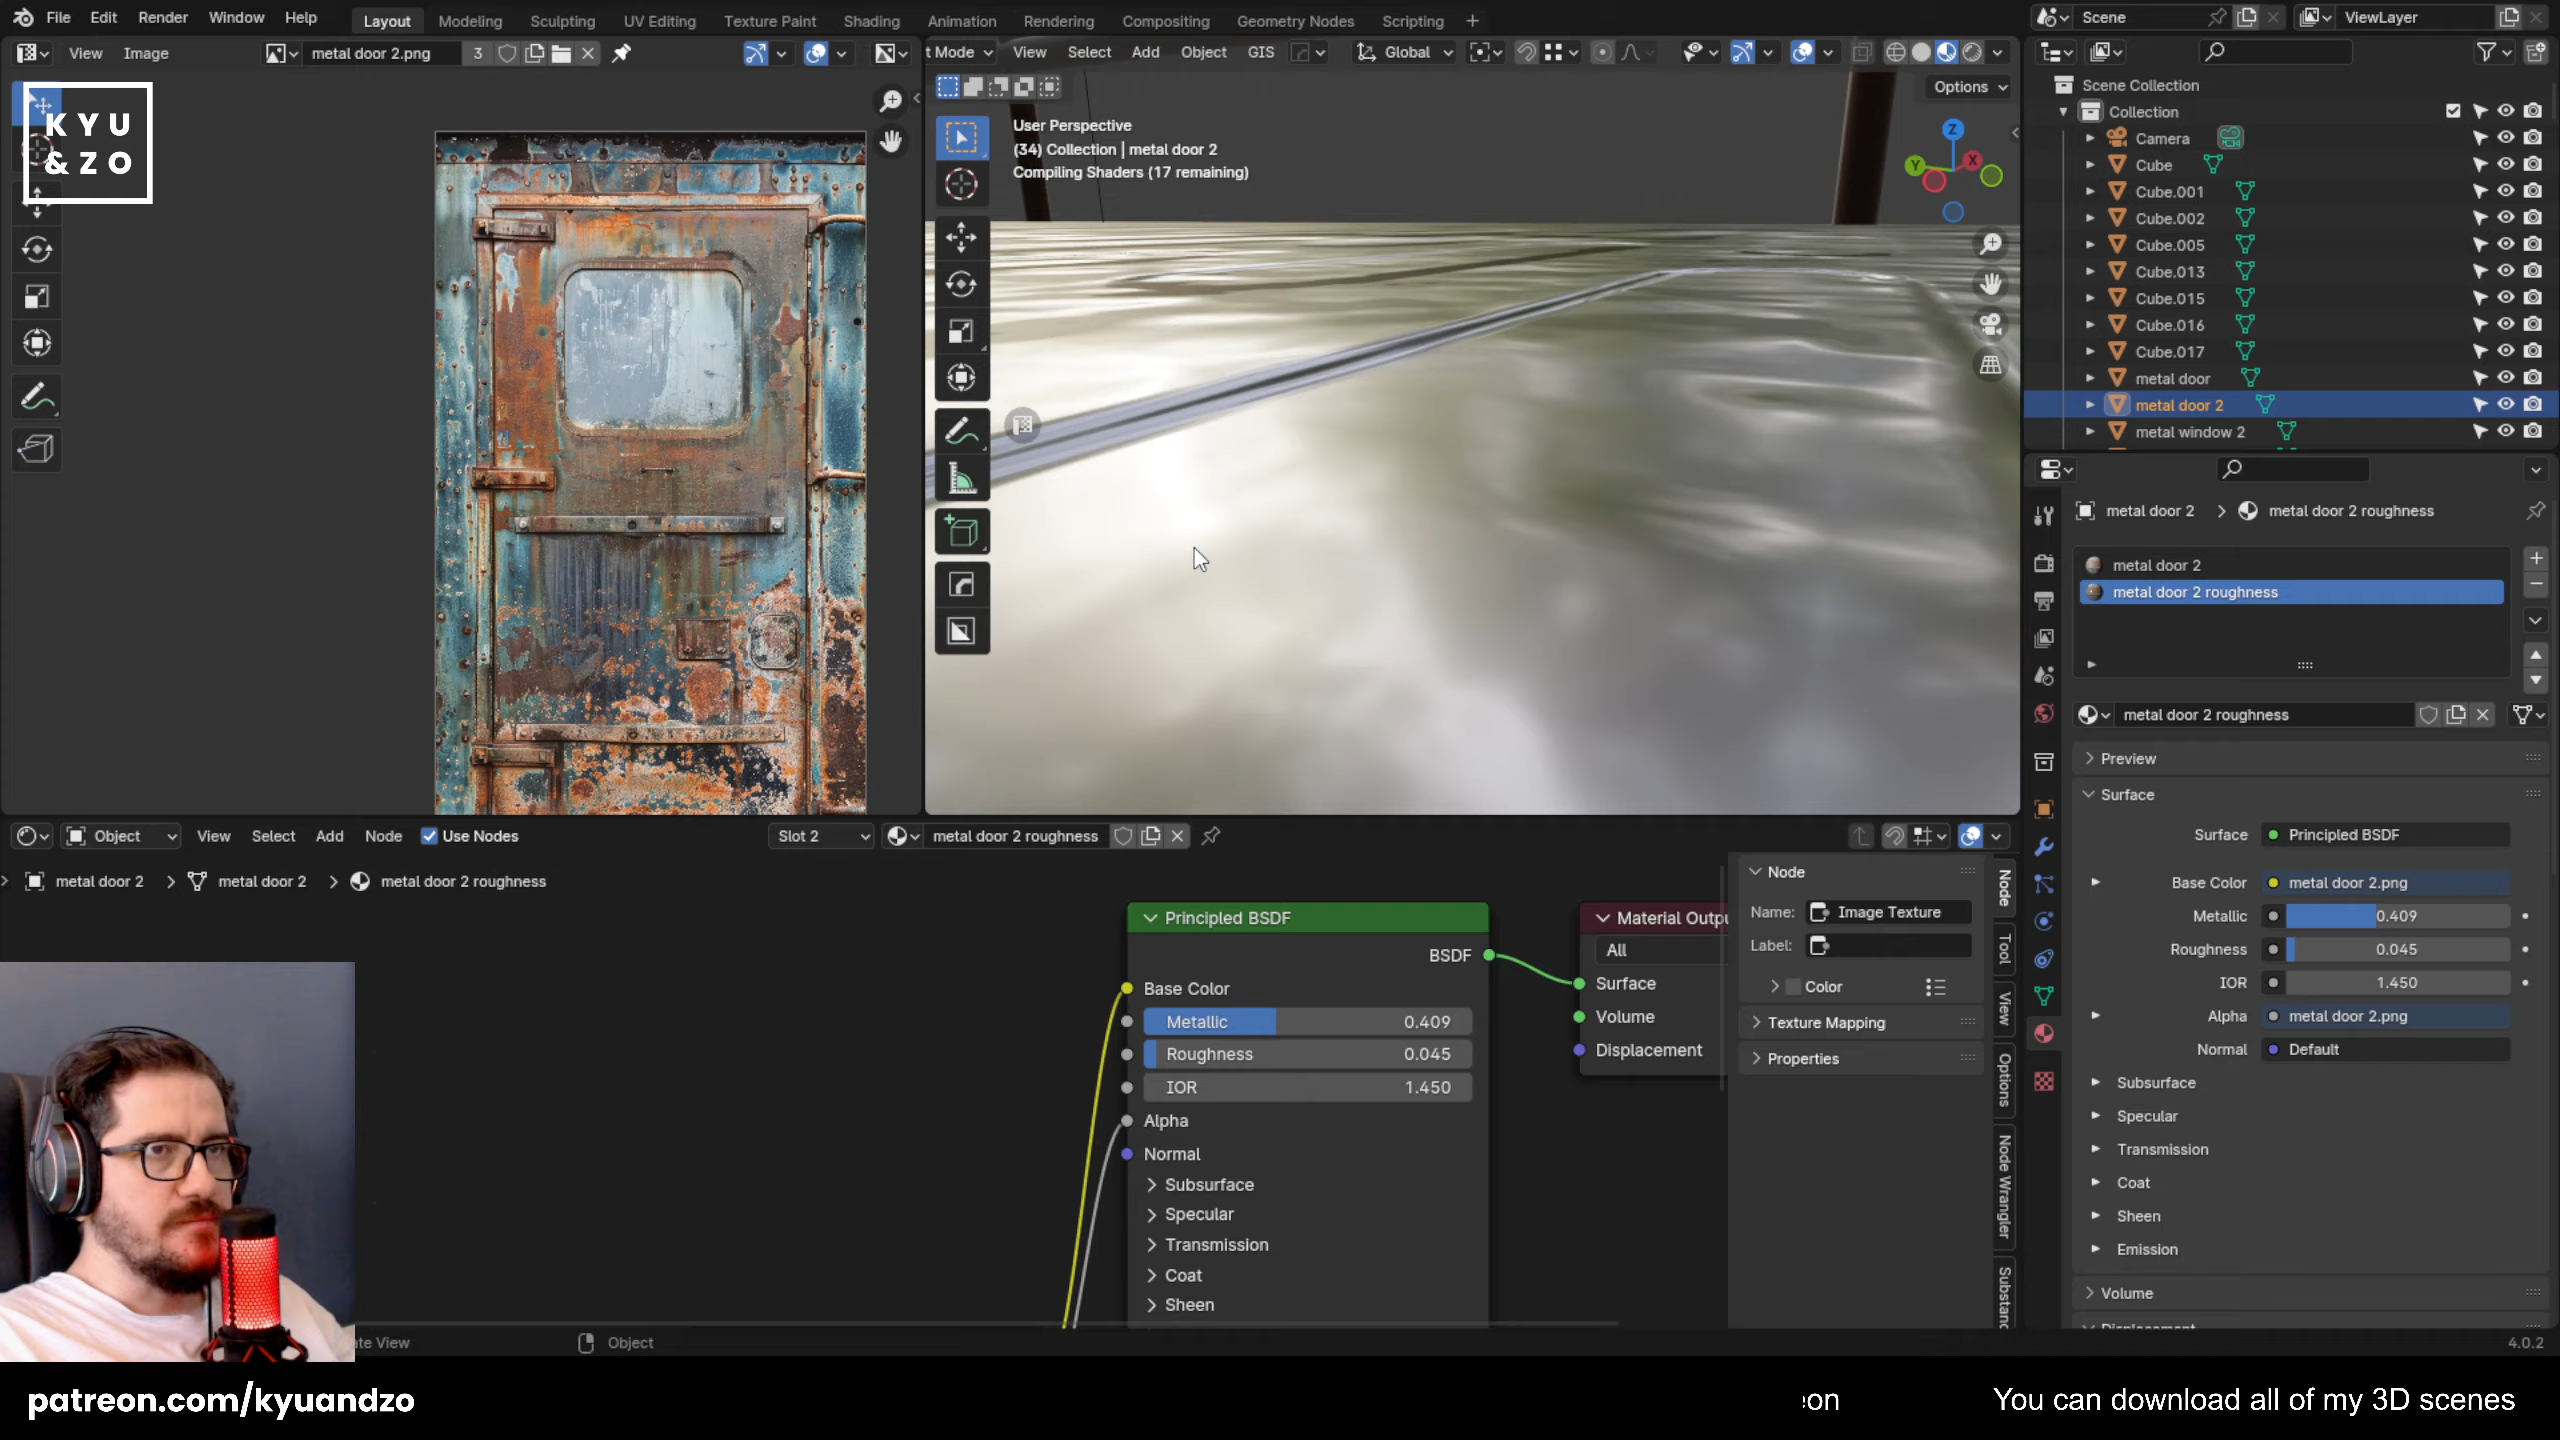 File Edit Render Window Help
Layout Modeling Sculpting UV Editing Texture Paint Shading Animation Rendering Compositing Geometry Nodes Scripting
Scene
ViewLayer
View Image
metal door 2.png 3
KYU
&ZO
t Mode View Select Add Object GIS
Global
Options
User Perspective
(34) Collection | metal door 2
Compiling Shaders (17 remaining)
Z
Y
X
Scene Collection
Collection
Camera
Cube
Cube.001
Cube.002
Cube.005
Cube.013
Cube.015
Cube.016
Cube.017
metal door
metal door 2
metal window 2
metal door 2 > metal door 2 roughness
metal door 2
metal door 2 roughness
metal door 2 roughness
Preview
Surface
Surface Principled BSDF
Base Color metal door 2.png
Metallic 0.409
Roughness 0.045
IOR 1.450
Alpha metal door 2.png
Normal Default
Subsurface
Specular
Transmission
Coat
Sheen
Emission
Volume
Object View Select Add Node Use Nodes
Slot 2
metal door 2 roughness
metal door 2 > metal door 2 > metal door 2 roughness
Principled BSDF
BSDF
Base Color
Metallic 0.409
Roughness 0.045
IOR 1.450
Alpha
Normal
Subsurface
Specular
Transmission
Coat
Sheen
Material Outpu
All
Surface
Volume
Displacement
Node
Name: Image Texture
Label:
Color
Texture Mapping
Properties
Node
Tool
View
Options
Node Wrangler
Substanc
ate View
Object
4.0.2
patreon.com/kyuandzo
on
You can download all of my 3D scenes